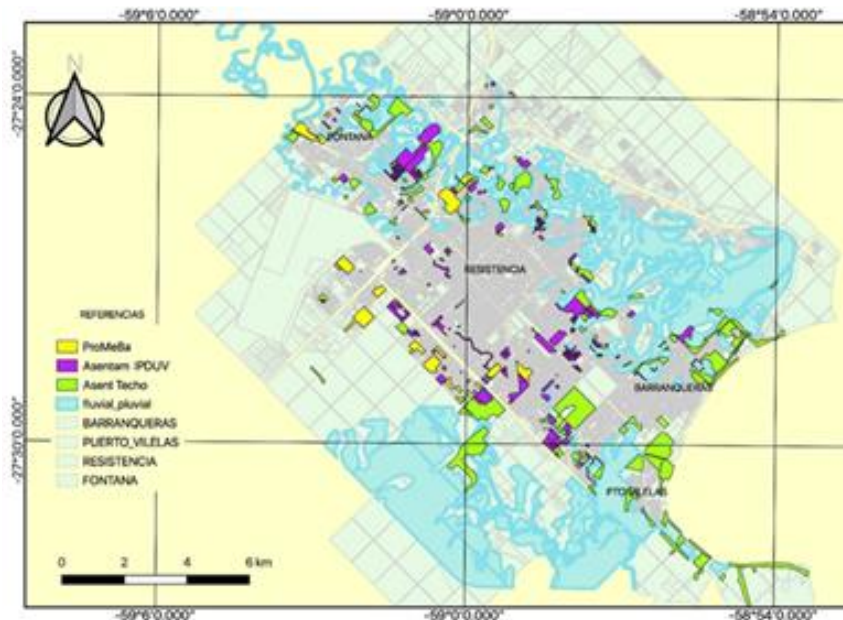 -59°6'0.000" -59°0'0.000" -58°54'0.000"
N
-27°24'0.000"
FONTANA
RESISTENCIA
REFERENCIAS
ProMeBa
Asentam IPDUV
Asent Techo
fluvial_pluvial
BARRANQUERAS
PUERTO_VILELAS
RESISTENCIA
FONTANA
BARRANQUERAS
-27°30'0.000"
PTO VILELAS
0 2 4 6 km
-59°6'0.000" -59°0'0.000" -58°54'0.000"